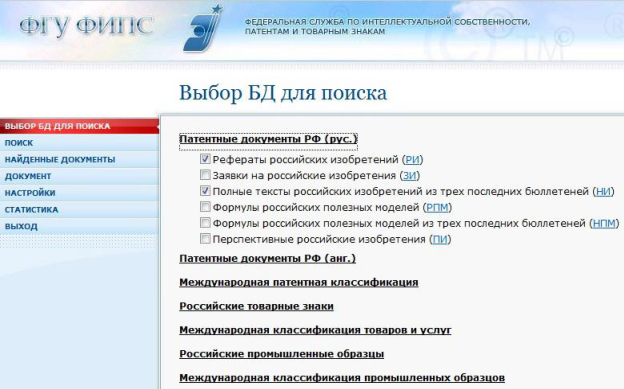 ФГУ ФИПС
ФЕДЕРАЛЬНАЯ СЛУЖБА ПО ИНТЕЛЛЕКТУАЛЬНОЙ СОБСТВЕННОСТИ,
ПАТЕНТАМ И ТОВАРНЫМ ЗНАКАМ
© TM ©
Выбор БД для поиска
ВЫБОР БД ДЛЯ ПОИСКА
ПОИСК
НАЙДЕННЫЕ ДОКУМЕНТЫ
ДОКУМЕНТ
НАСТРОЙКИ
СТАТИСТИКА
ВЫХОД
Патентные документы РФ (рус.)
Рефераты российских изобретений (РИ)
Заявки на российские изобретения (ЗИ)
Полные тексты российских изобретений из трех последних бюллетеней (НИ)
Формулы российских полезных моделей (РПМ)
Формулы российских полезных моделей из трех последних бюллетеней (НПМ)
Перспективные российские изобретения (ПИ)
Патентные документы РФ (анг.)
Международная патентная классификация
Российские товарные знаки
Международная классификация товаров и услуг
Российские промышленные образцы
Международная классификация промышленных образцов